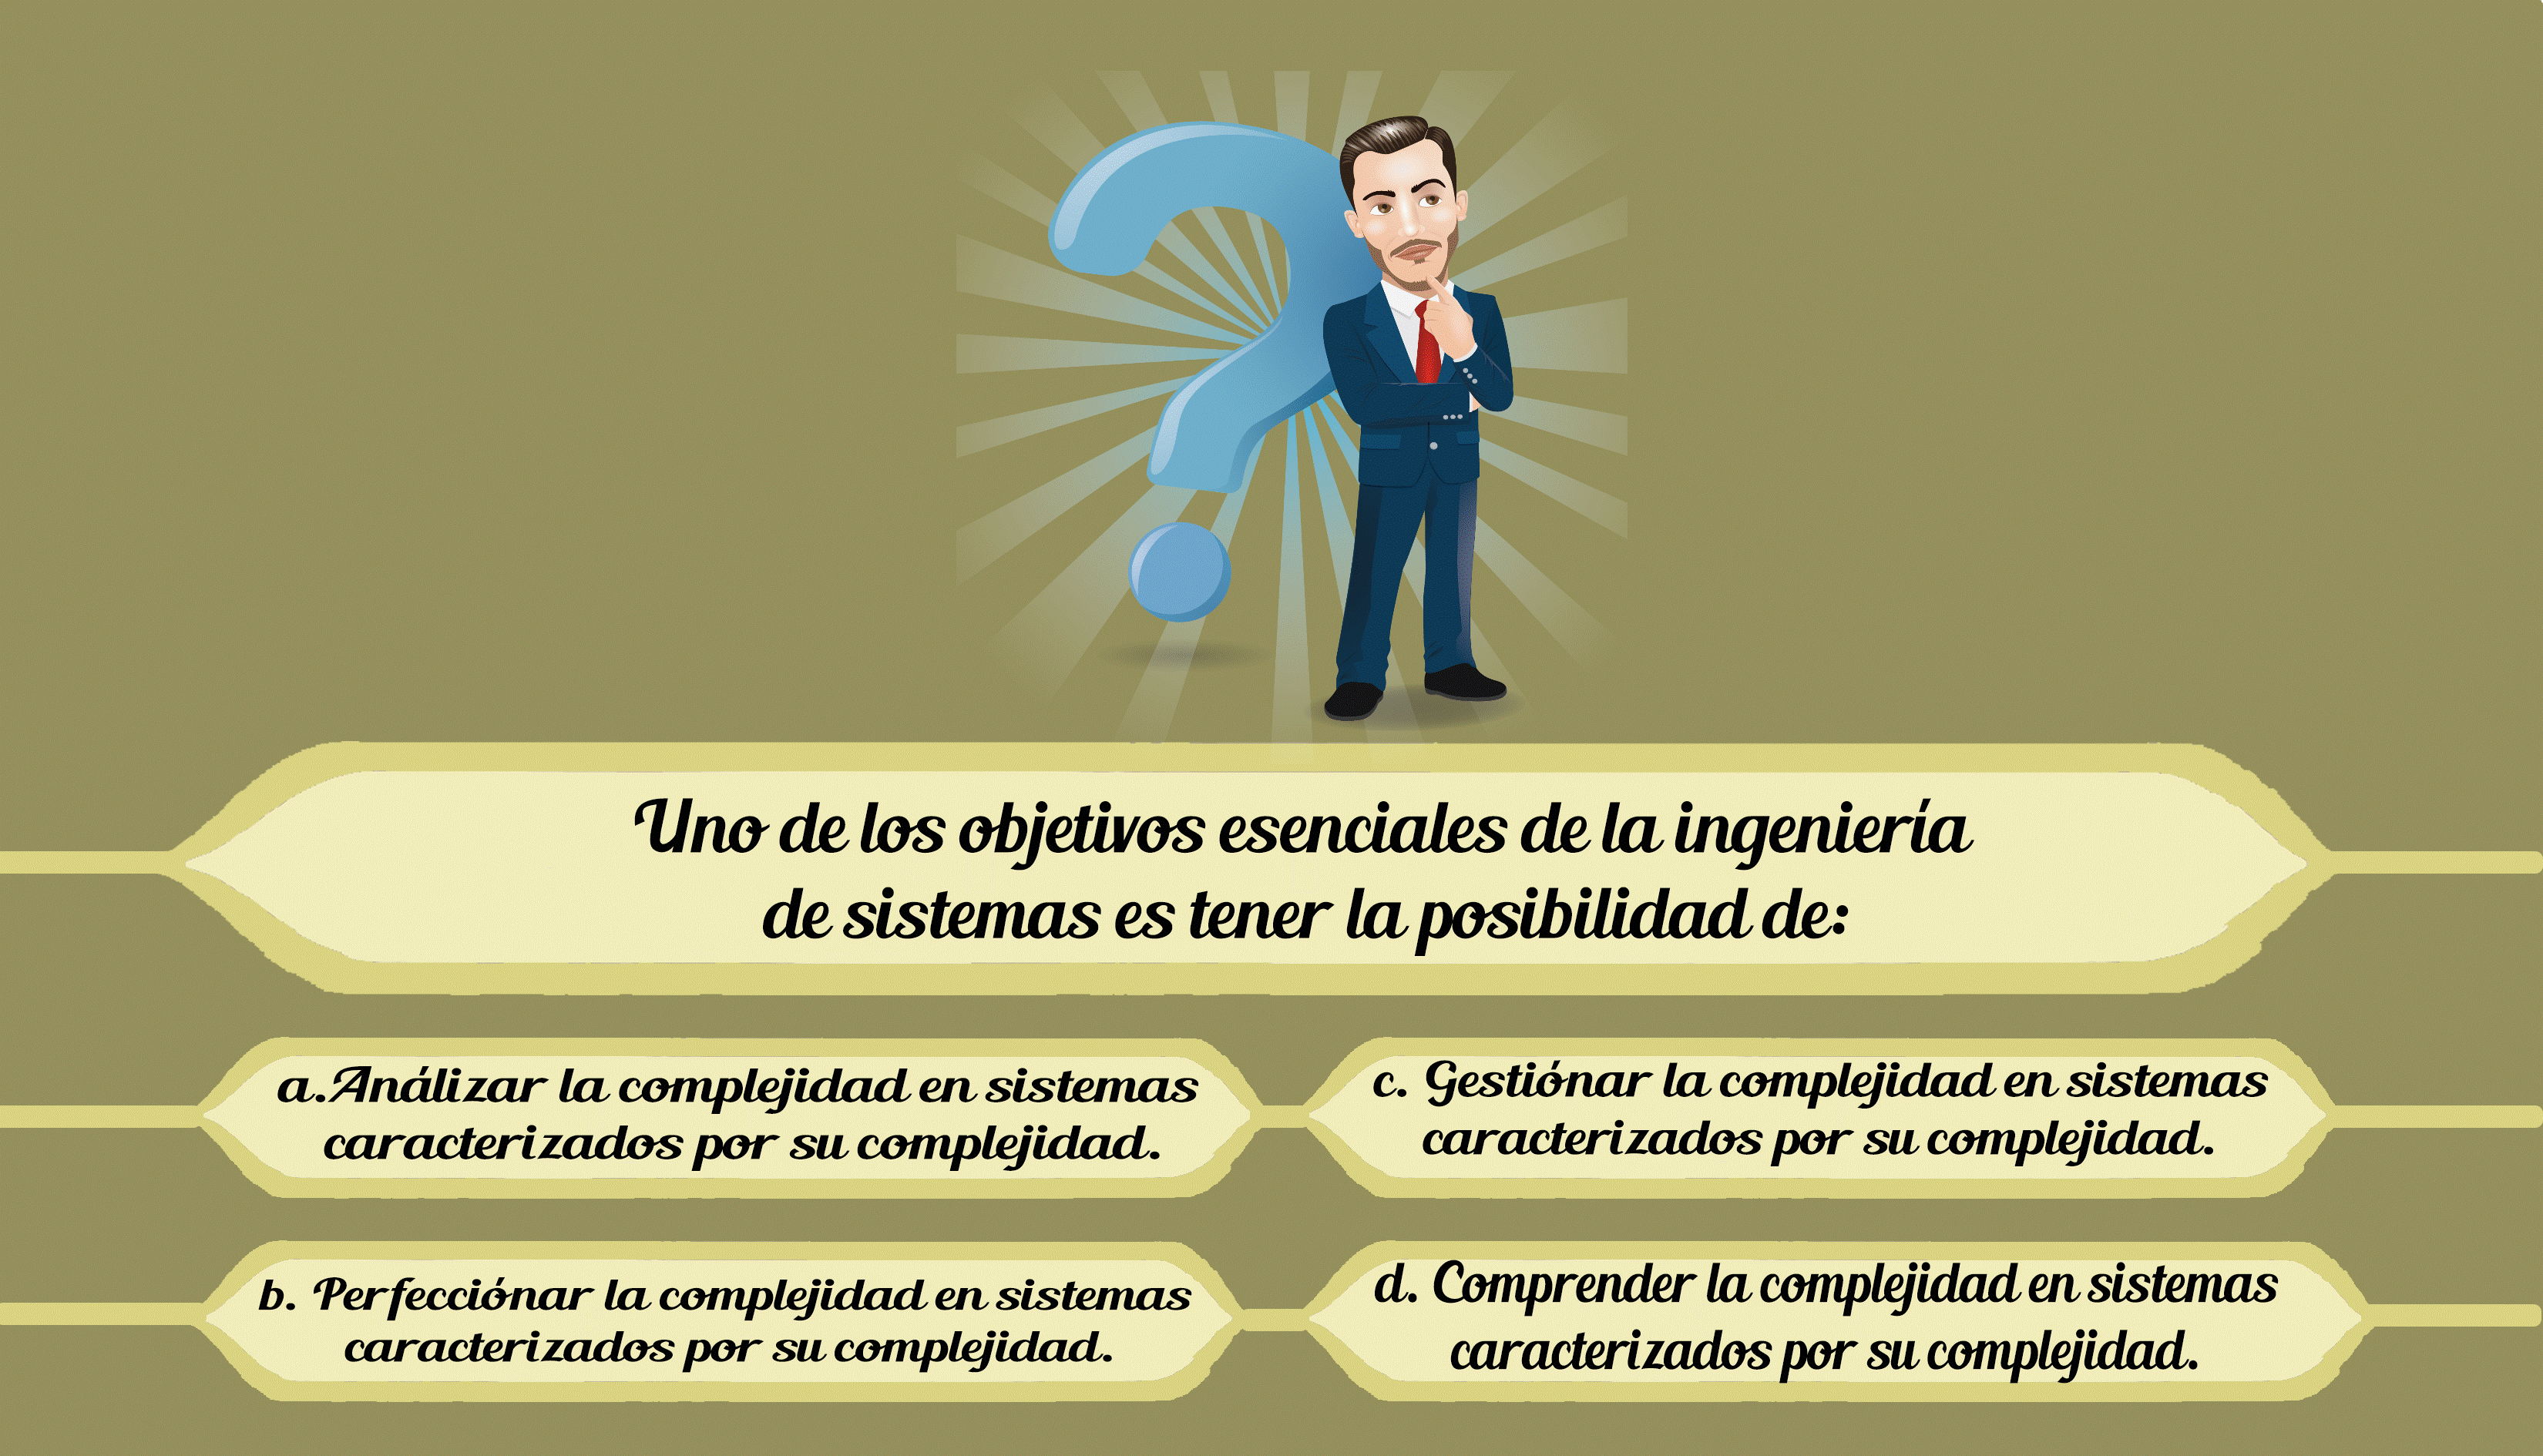 Uno de los objetivos esenciales de la ingeniería
de sistemas es tener la posibilidad de:
a.Análizar la complejidad en sistemas
caracterizados por su complejidad.
c. Gestiónar la complejidad en sistemas
caracterizados por su complejidad.
b. Perfecciónar la complejidad en sistemas
caracterizados por su complejidad.
d. Comprender la complejidad en sistemas
caracterizados por su complejidad.